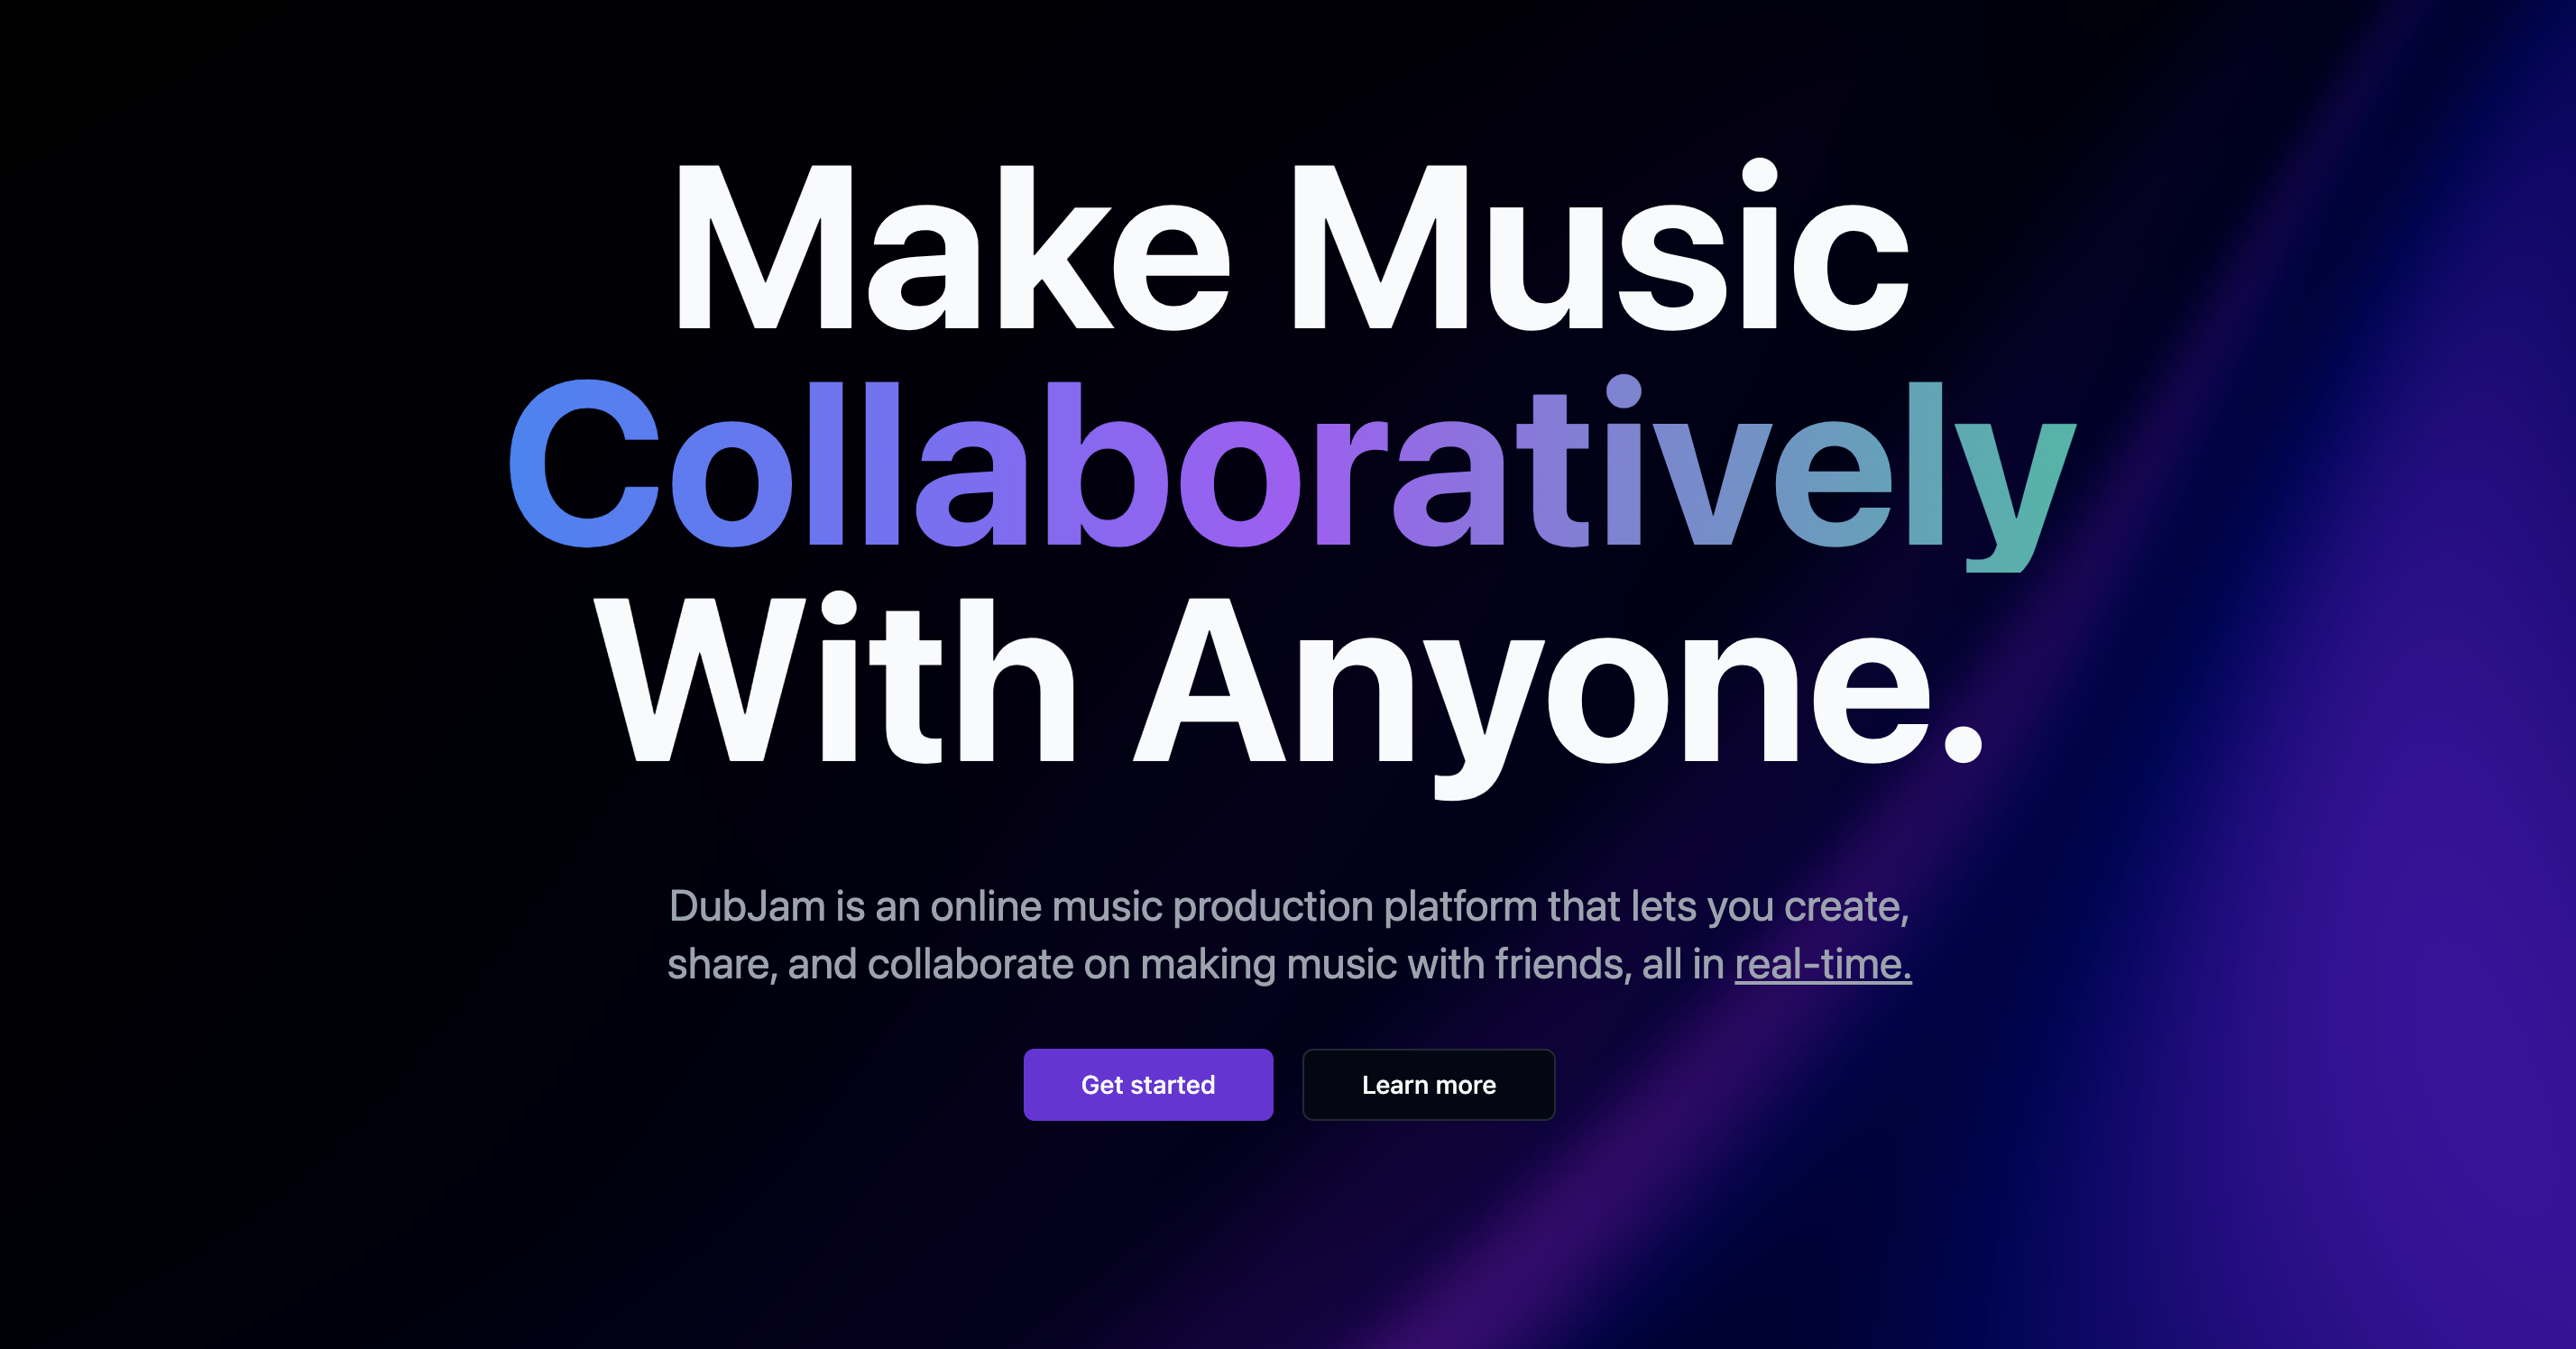 Make Music
Collaboratively
With Anyone.
DubJam is an online music production platform that lets you create,
share, and collaborate on making music with friends, all in real-time.
Get started
Learn more